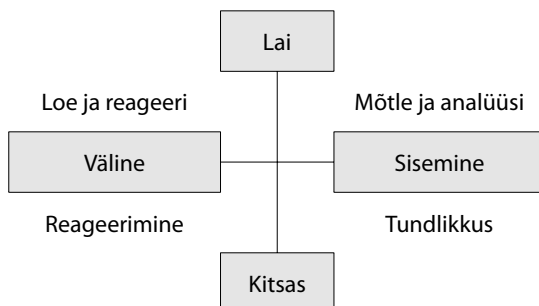 Lai
Loe ja reageeri
Mõtle ja analüüsi
Väline
Sisemine
Reageerimine
Tundlikkus
Kitsas